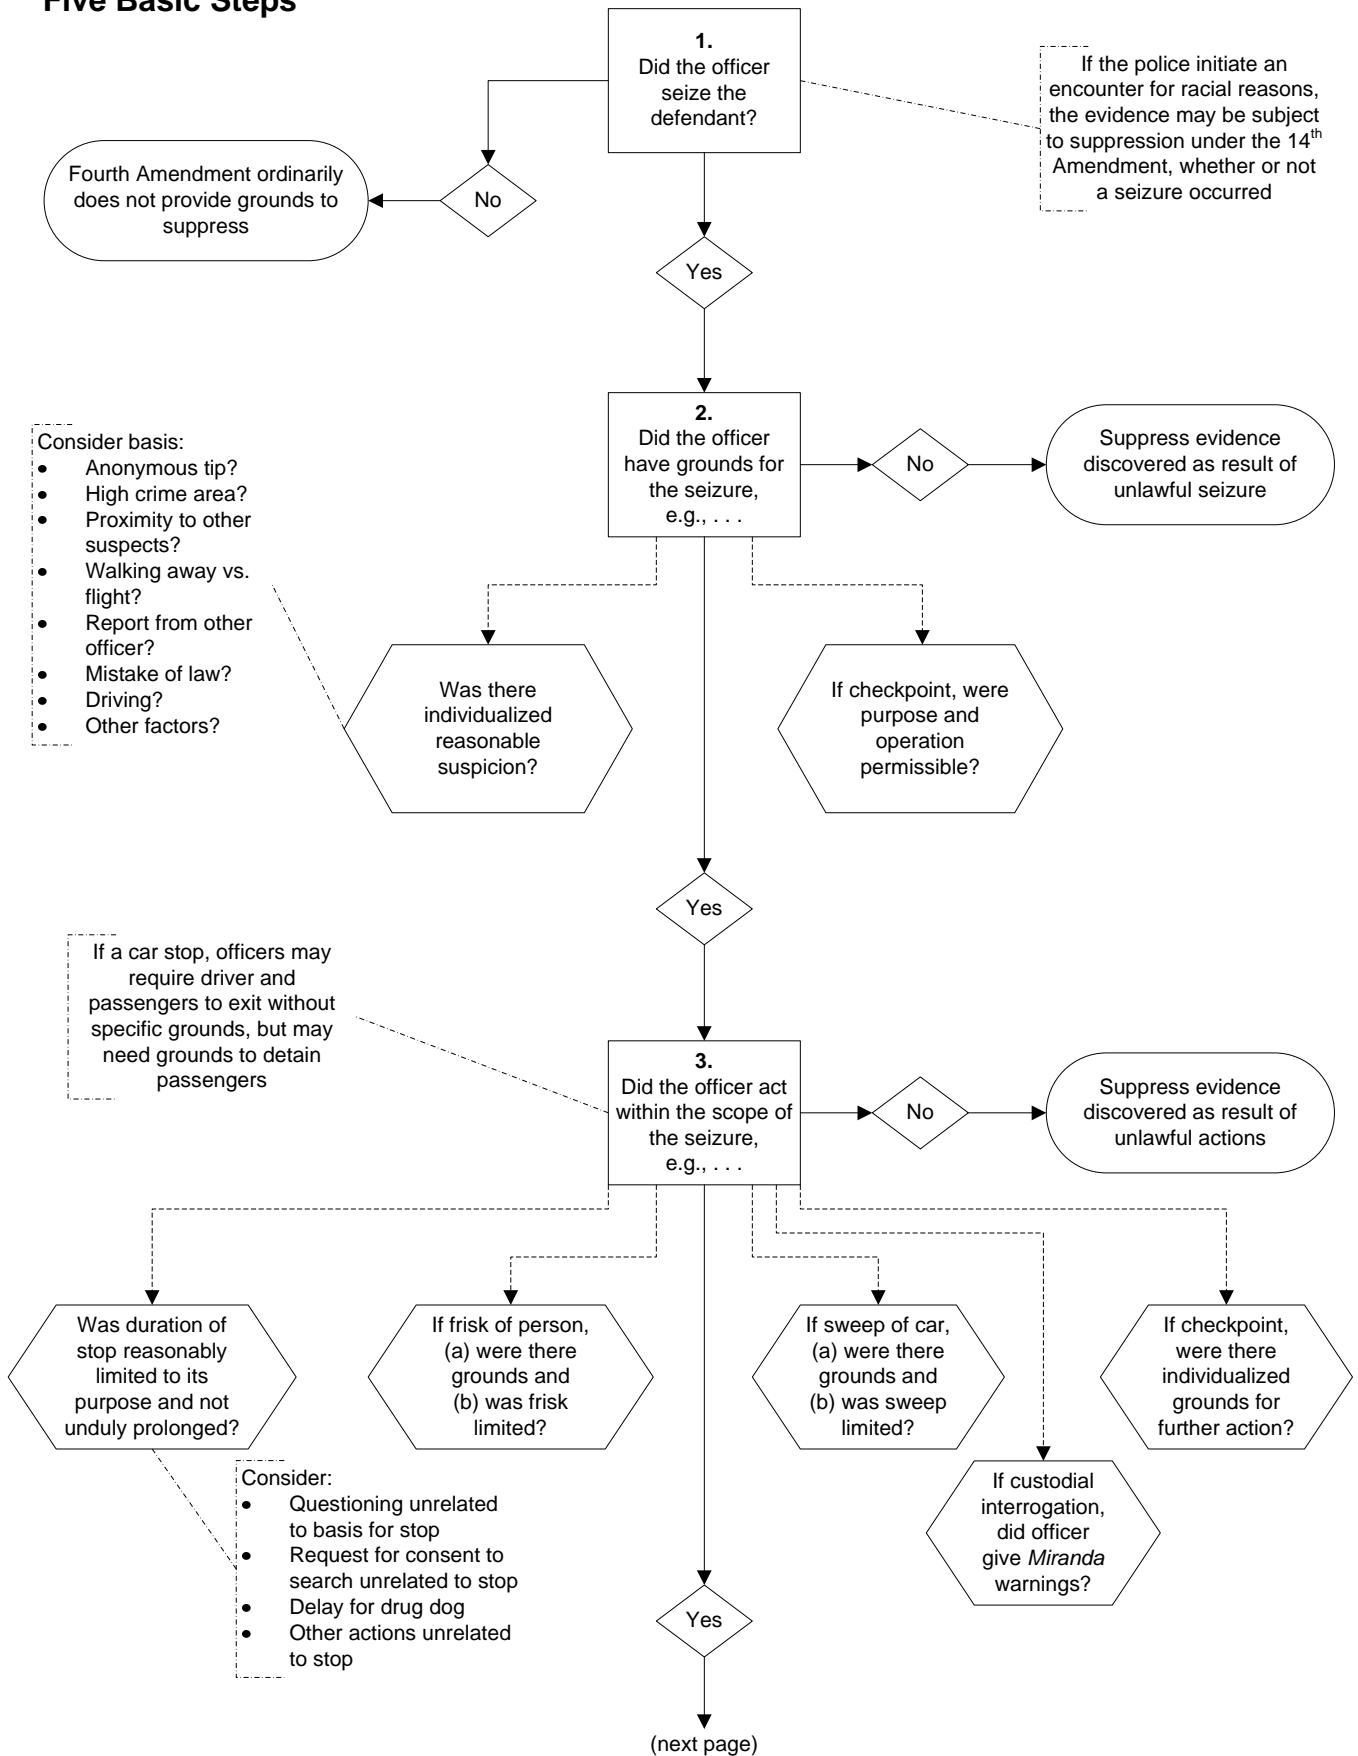 Five Basic Steps
1.
Did the officer
seize the
defendant?
If the police initiate an
encounter for racial reasons,
the evidence may be subject
to suppression under the 14th
Amendment, whether or not
a seizure occurred
Fourth Amendment ordinarily
does not provide grounds to
suppress
No
Yes
2.
Did the officer
have grounds for
the seizure,
e.g., . . .
No
Suppress evidence
discovered as result of
unlawful seizure
Consider basis:
• Anonymous tip?
• High crime area?
• Proximity to other
suspects?
• Walking away vs.
flight?
• Report from other
officer?
• Mistake of law?
• Driving?
• Other factors?
Was there
individualized
reasonable
suspicion?
If checkpoint, were
purpose and
operation
permissible?
Yes
If a car stop, officers may
require driver and
passengers to exit without
specific grounds, but may
need grounds to detain
passengers
3.
Did the officer act
within the scope of
the seizure,
e.g., . . .
No
Suppress evidence
discovered as result of
unlawful actions
Was duration of
stop reasonably
limited to its
purpose and not
unduly prolonged?
If frisk of person,
(a) were there
grounds and
(b) was frisk
limited?
If sweep of car,
(a) were there
grounds and
(b) was sweep
limited?
If checkpoint,
were there
individualized
grounds for
further action?
Consider:
• Questioning unrelated
to basis for stop
• Request for consent to
search unrelated to stop
• Delay for drug dog
• Other actions unrelated
to stop
If custodial
interrogation,
did officer
give Miranda
warnings?
Yes
(next page)